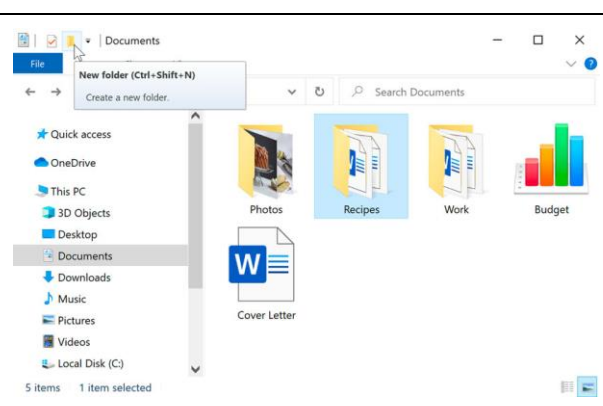 Documents
File
New folder (Ctrl+Shift+N)
Create a new folder.
Search Documents
Quick access
OneDrive
This PC
3D Objects
Desktop
Documents
Downloads
Music
Pictures
Videos
Local Disk (C:)
Photos
Recipes
Work
Budget
W
Cover Letter
5 items 1 item selected